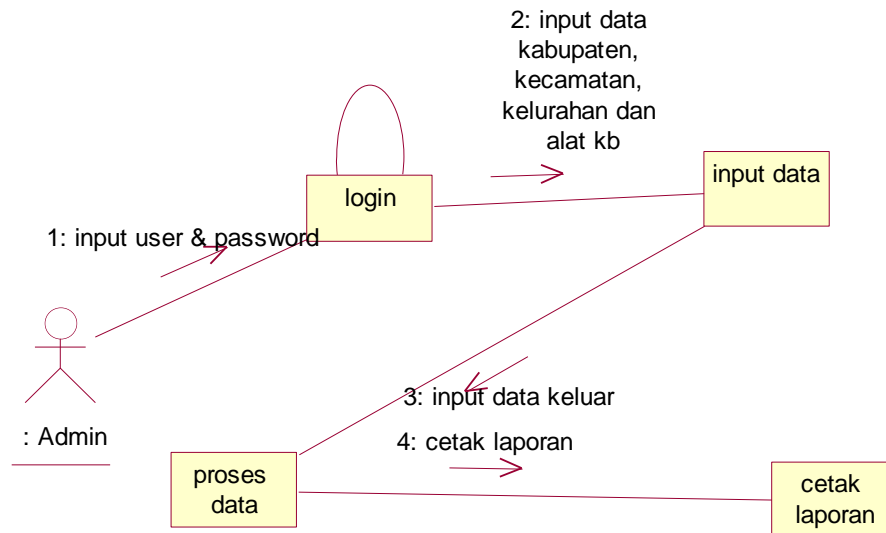 2: input data
kabupaten,
kecamatan,
kelurahan dan
alat kb
input data
login
1: input user & password
3: input data keluar
: Admin
4: cetak laporan
proses
data
cetak
laporan